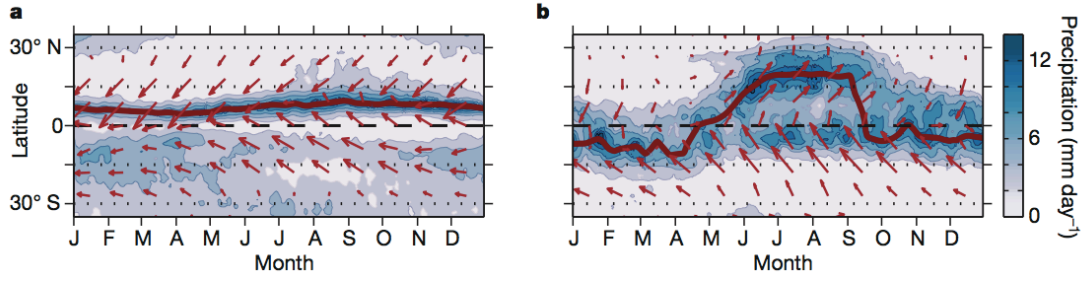 a
30° N
0
30° S
Latitude
J F M A M J J A S O N D
Month
b
J F M A M J J A S O N D
Month
12
6
0
Precipitation (mm day⁻¹)